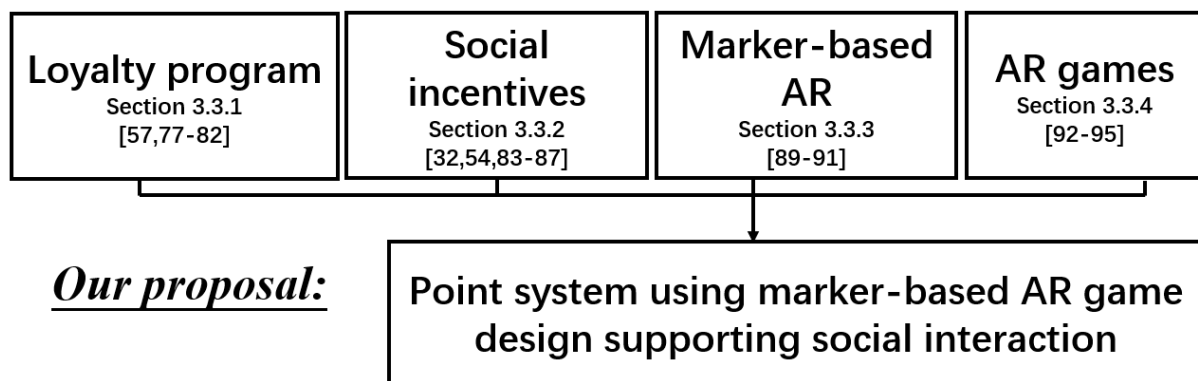 Loyalty program
Section 3.3.1
[57,77-82]
Social
incentives
Section 3.3.2
[32,54,83-87]
Marker-based
AR
Section 3.3.3
[89-91]
AR games
Section 3.3.4
[92-95]
Our proposal:
Point system using marker-based AR game
design supporting social interaction